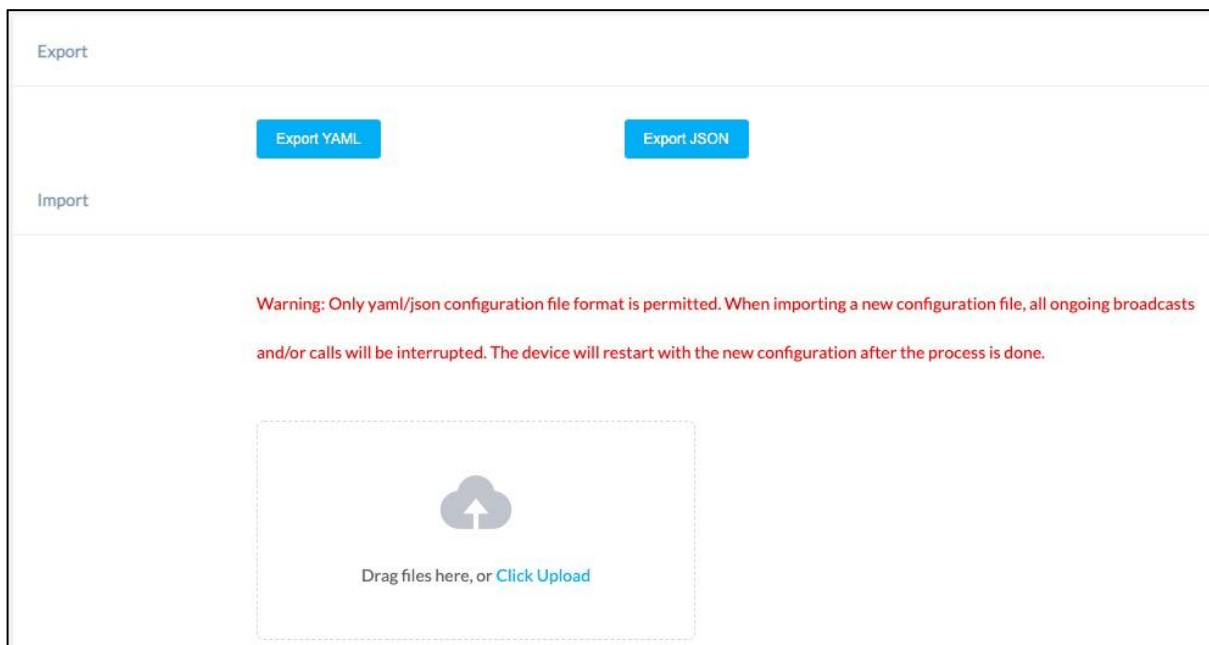 Export
Export YAML
Export JSON
Import
Warning: Only yaml/json configuration file format is permitted. When importing a new configuration file, all ongoing broadcasts
and/or calls will be interrupted. The device will restart with the new configuration after the process is done.
Drag files here, or Click Upload